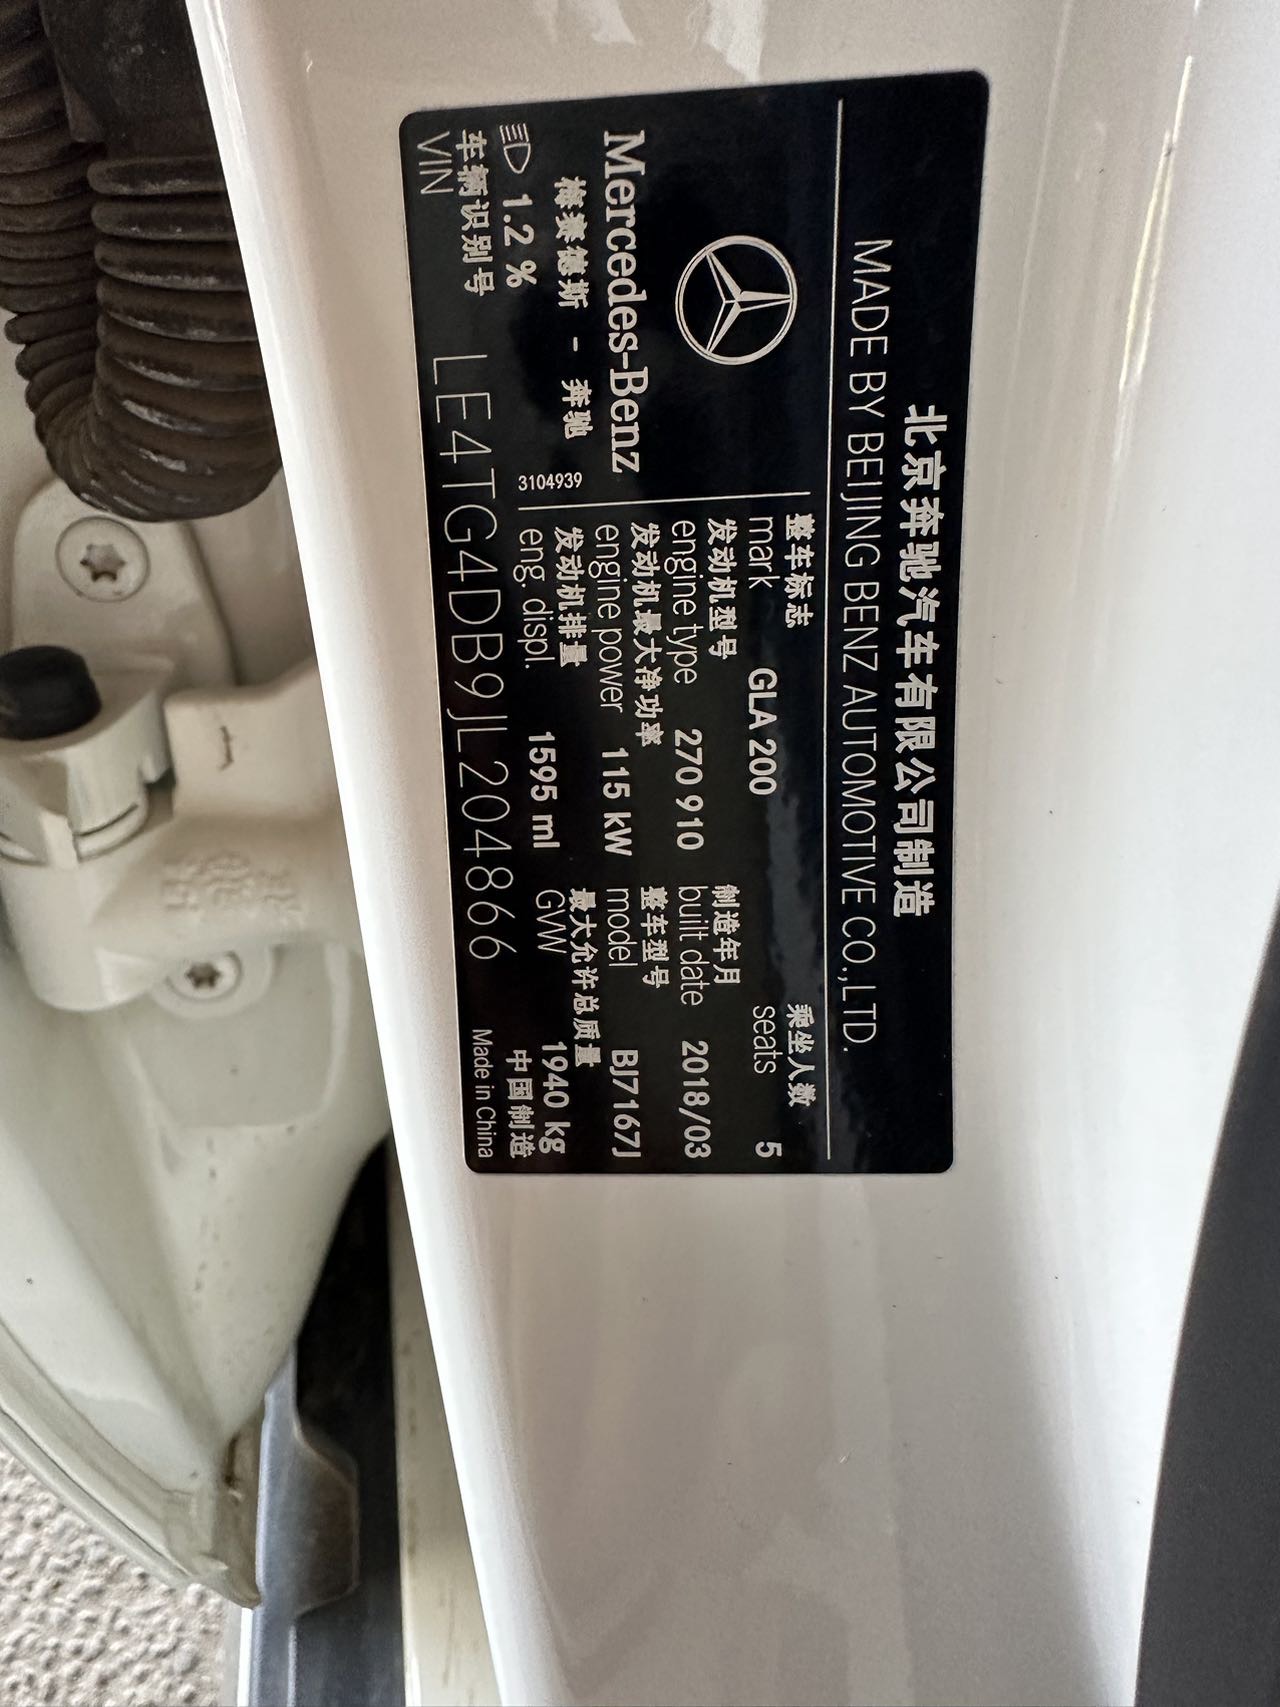 北京奔驰汽车有限公司制造
MADE BY BEIJING BENZ AUTOMOTIVE CO.,LTD.
Mercedes-Benz
梅赛德斯 - 奔驰
1.2 %
3104939
整车标志
mark GLA 200
乘坐人数
seats 5
发动机型号
engine type 270 910
制造年月
built date 2018/03
发动机最大净功率
engine power 115 kW
整车型号
model BJ7167J
发动机排量
eng. displ. 1595 ml
最大允许总质量
GVW 1940 kg
车辆识别号
VIN LE4TG4DB9JL204866
中国制造
Made in China